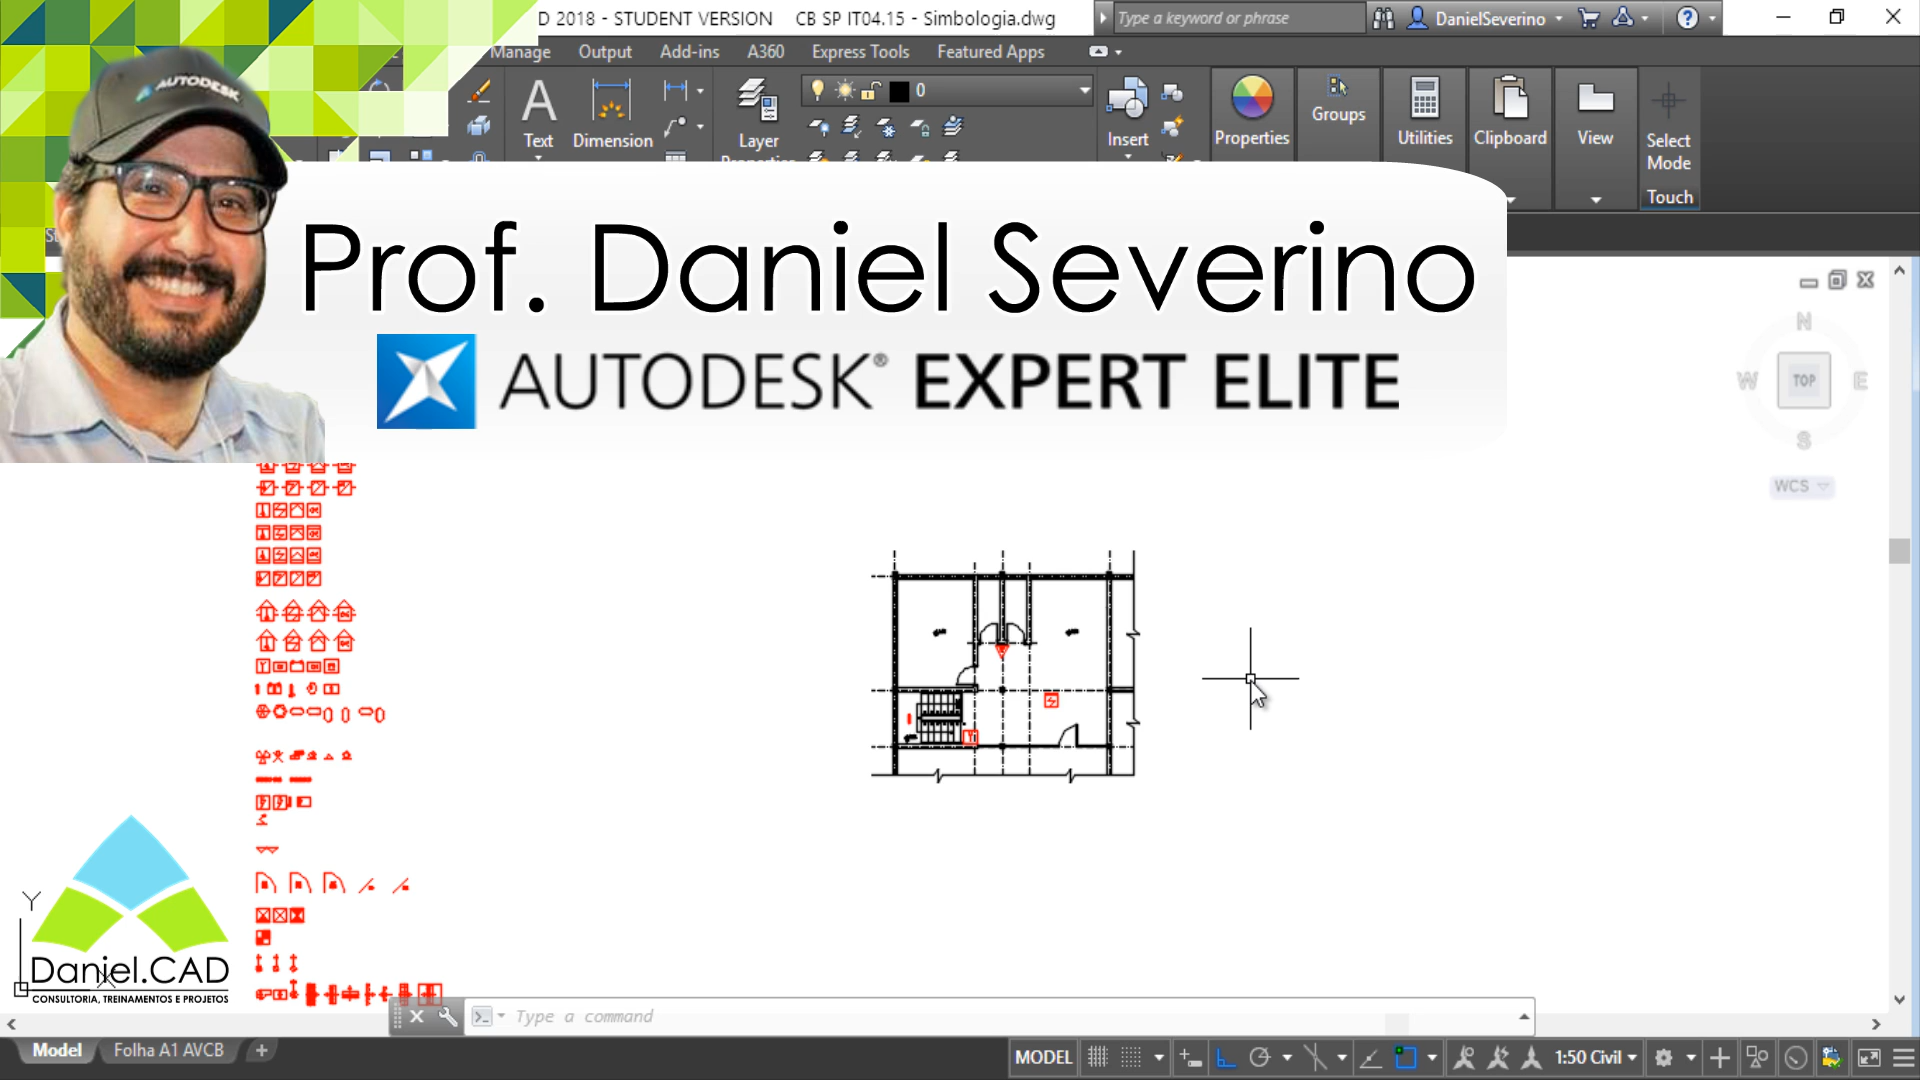 D 2018 - STUDENT VERSION CB SP IT04.15 - Simbologia.dwg
Type a keyword or phrase
DanielSeverino
Manage Output Add-ins A360 Express Tools Featured Apps
AUTODESK
0
Text Dimension Layer Insert Properties Groups Utilities Clipboard View Select
Mode
Touch
Prof. Daniel Severino
AUTODESK® EXPERT ELITE
N
W TOP E
S
WCS
Y
Daniel.CAD
CONSULTORIA, TREINAMENTOS E PROJETOS
X
Type a command
Model Folha A1 AVCB +
MODEL 1:50 Civil